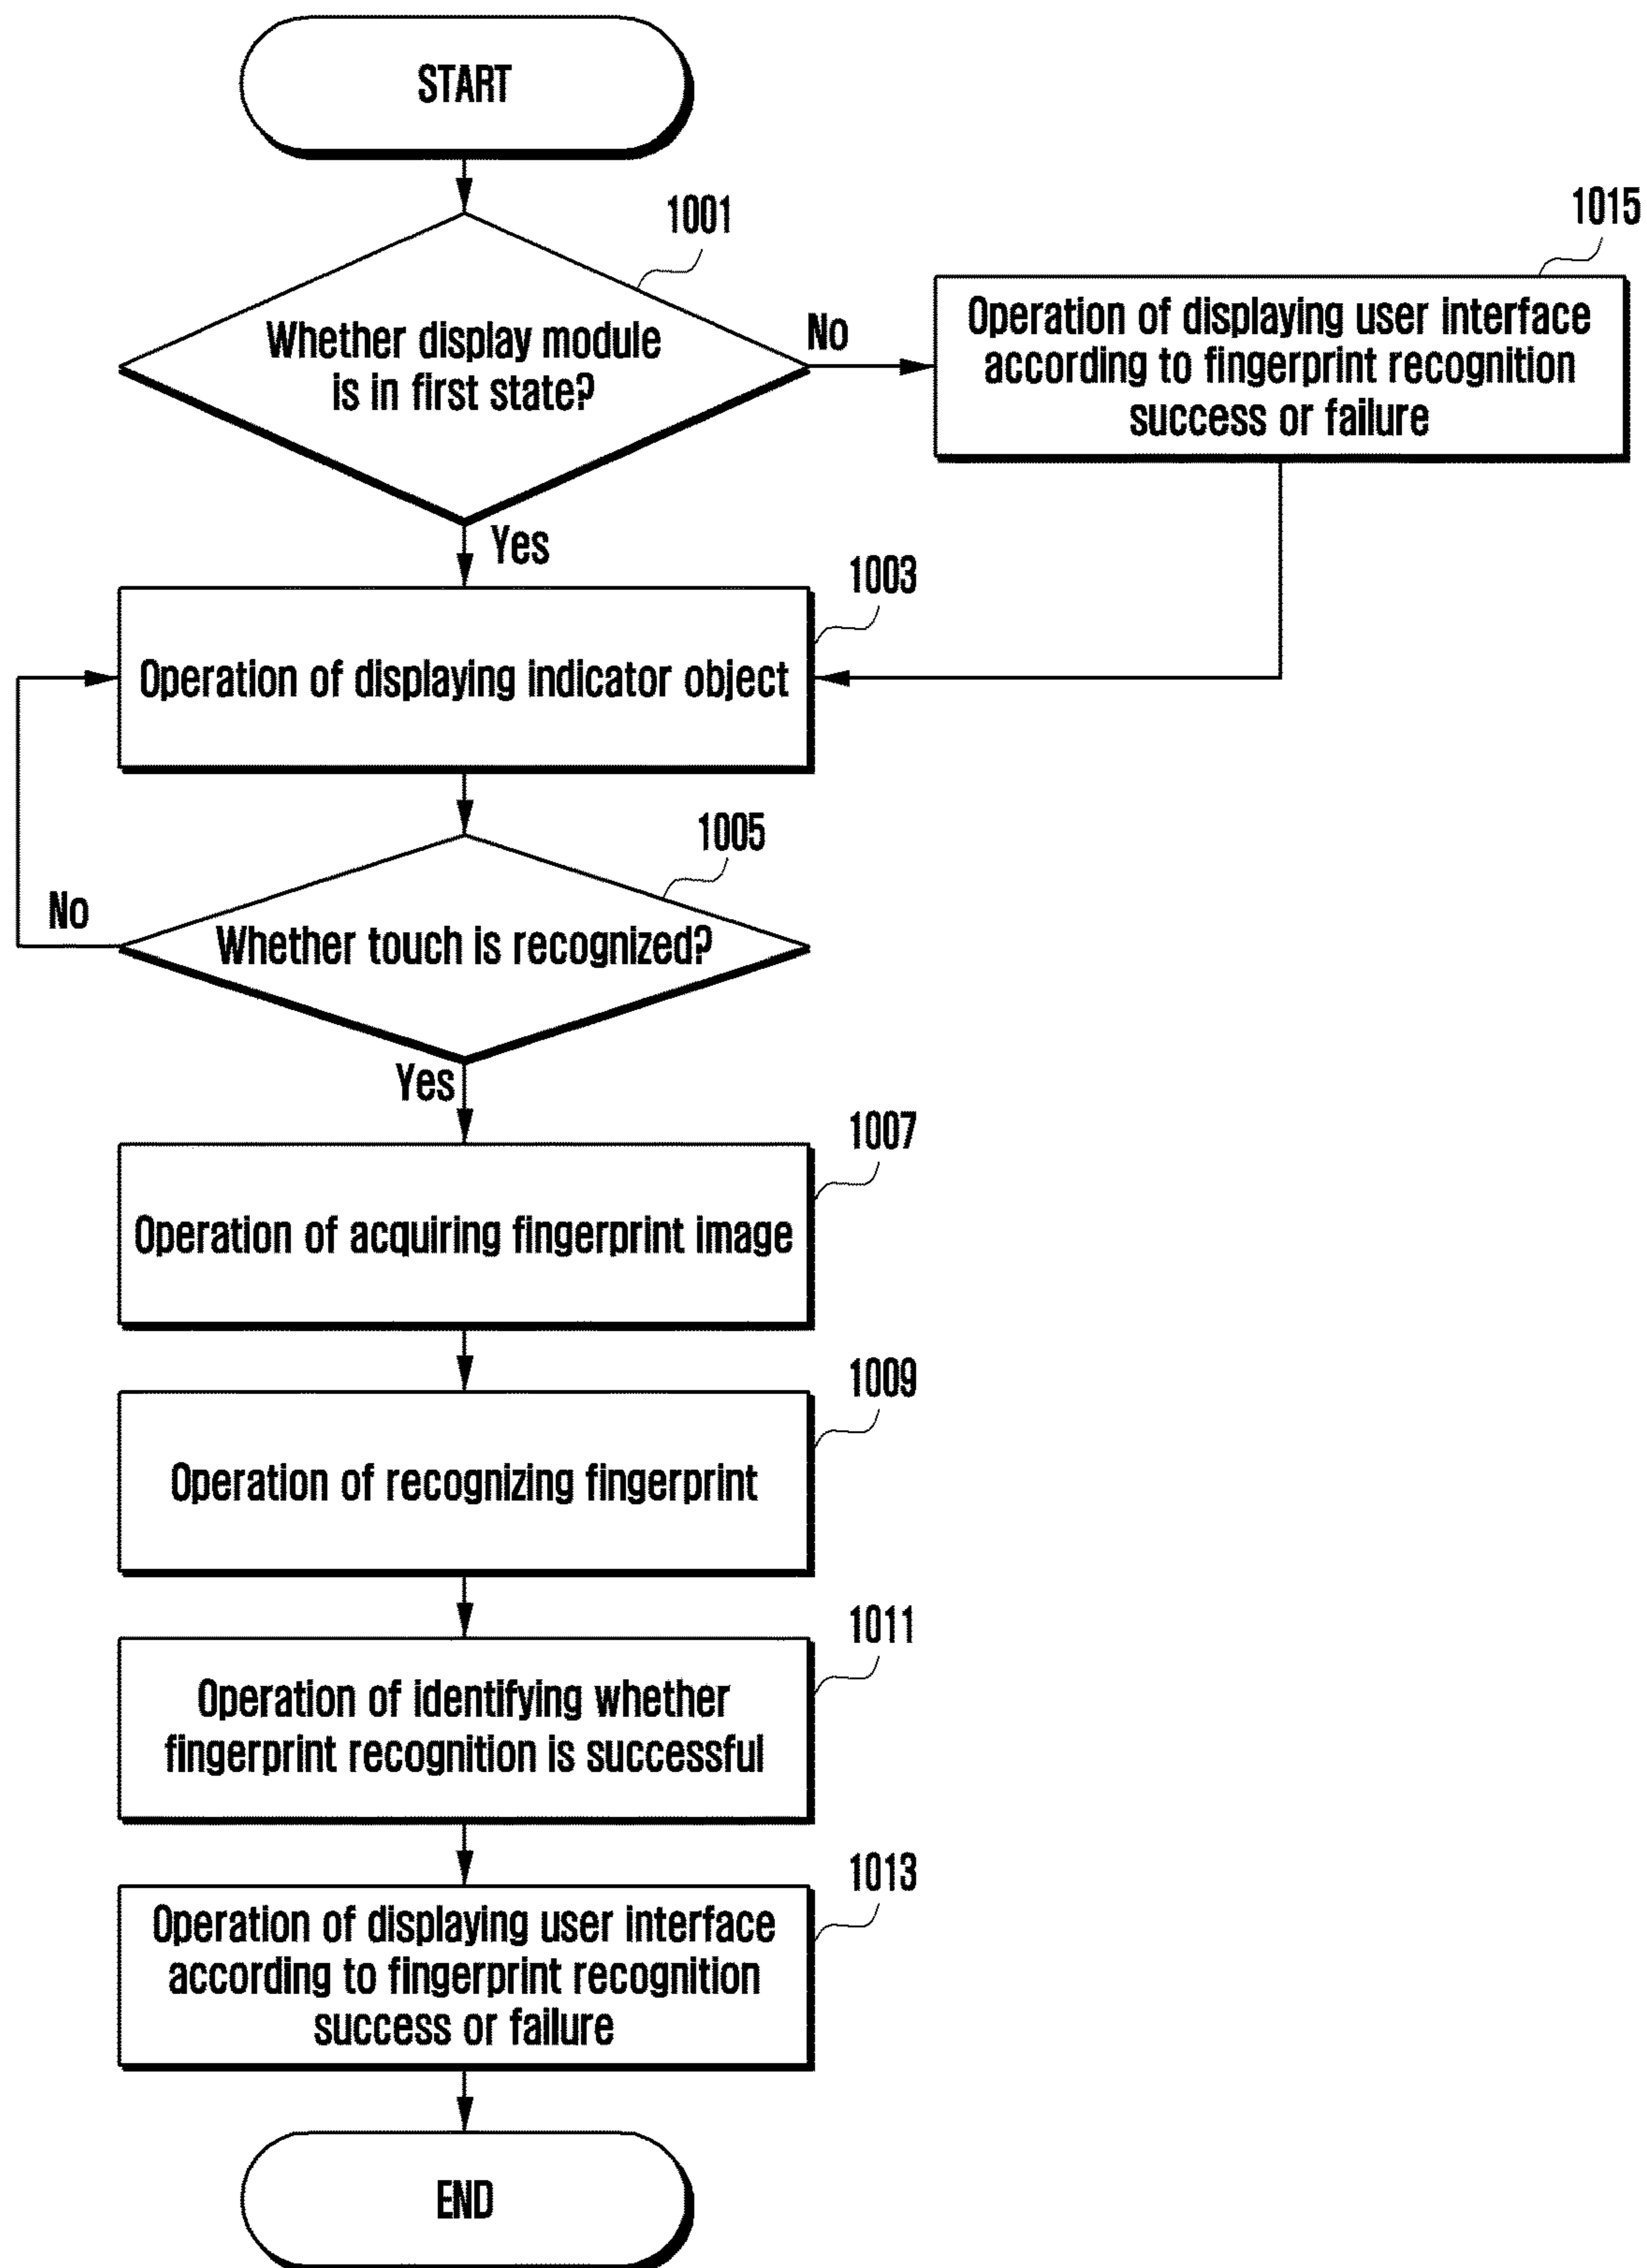 START
1001
Whether display module
is in first state?
No
1015
Operation of displaying user interface
according to fingerprint recognition
success or failure
Yes
1003
Operation of displaying indicator object
1005
Whether touch is recognized?
No
Yes
1007
Operation of acquiring fingerprint image
1009
Operation of recognizing fingerprint
1011
Operation of identifying whether
fingerprint recognition is successful
1013
Operation of displaying user interface
according to fingerprint recognition
success or failure
END